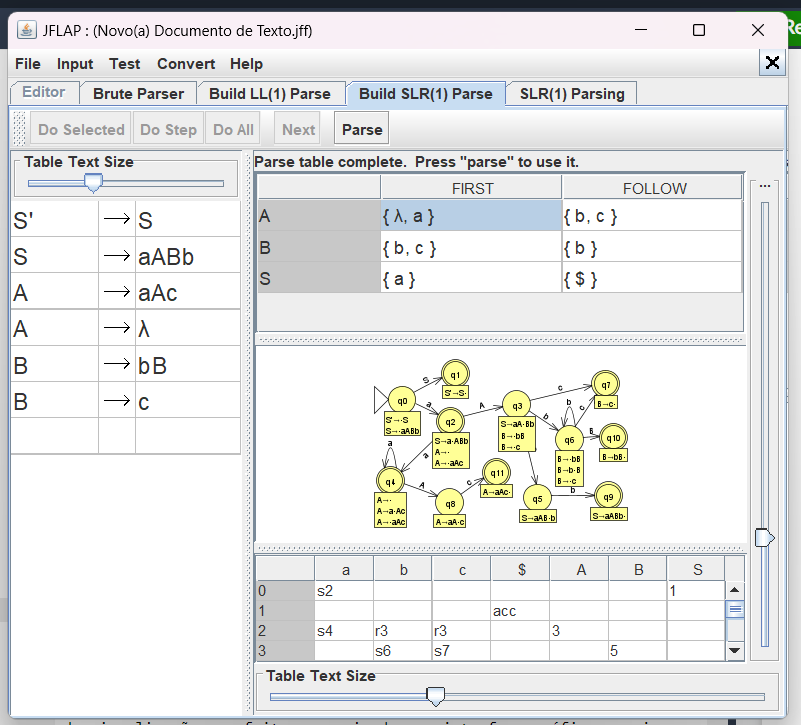 JFLAP : (Novo(a) Documento de Texto.jff)
File Input Test Convert Help
Editor Brute Parser Build LL(1) Parse Build SLR(1) Parse SLR(1) Parsing
Do Selected Do Step Do All Next Parse
Table Text Size
S' → S
S → aABb
A → aAc
A → λ
B → bB
B → c
Parse table complete. Press "parse" to use it.
FIRST FOLLOW
A { λ, a } { b, c }
B { b, c } { b }
S { a } { $ }
q0
S'→·S
S→·aABb
S
q1
S'→S·
a
q2
S→a·ABb
A→·
A→·aAc
A
q3
S→aA·Bb
B→·bB
B→·c
c
q7
B→c·
b
b
c
q6
B→·bB
B→b·B
B→·c
B
q10
B→bB·
a
a
q4
A→·
A→a·Ac
A→·aAc
A
q8
A→aA·c
c
q11
A→aAc·
q5
S→aAB·b
b
q9
S→aABb·
a b c $ A B S
0 s2 1
1 acc
2 s4 r3 r3 3
3 s6 s7 5
Table Text Size